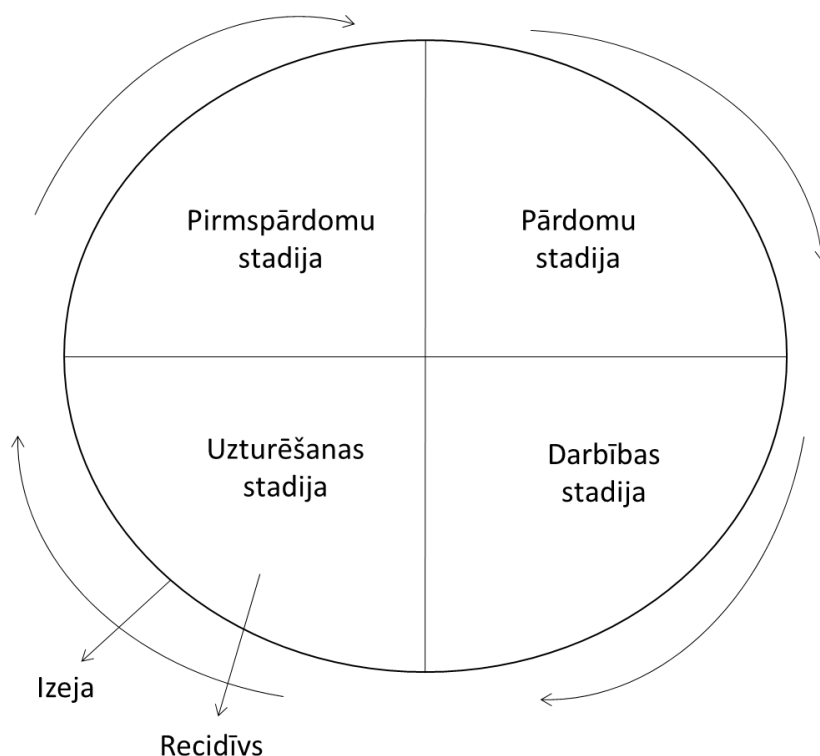 Pirmspārdomu
stadija
Pārdomu
stadija
Uzturēšanas
stadija
Darbības
stadija
Izeja
Recidīvs